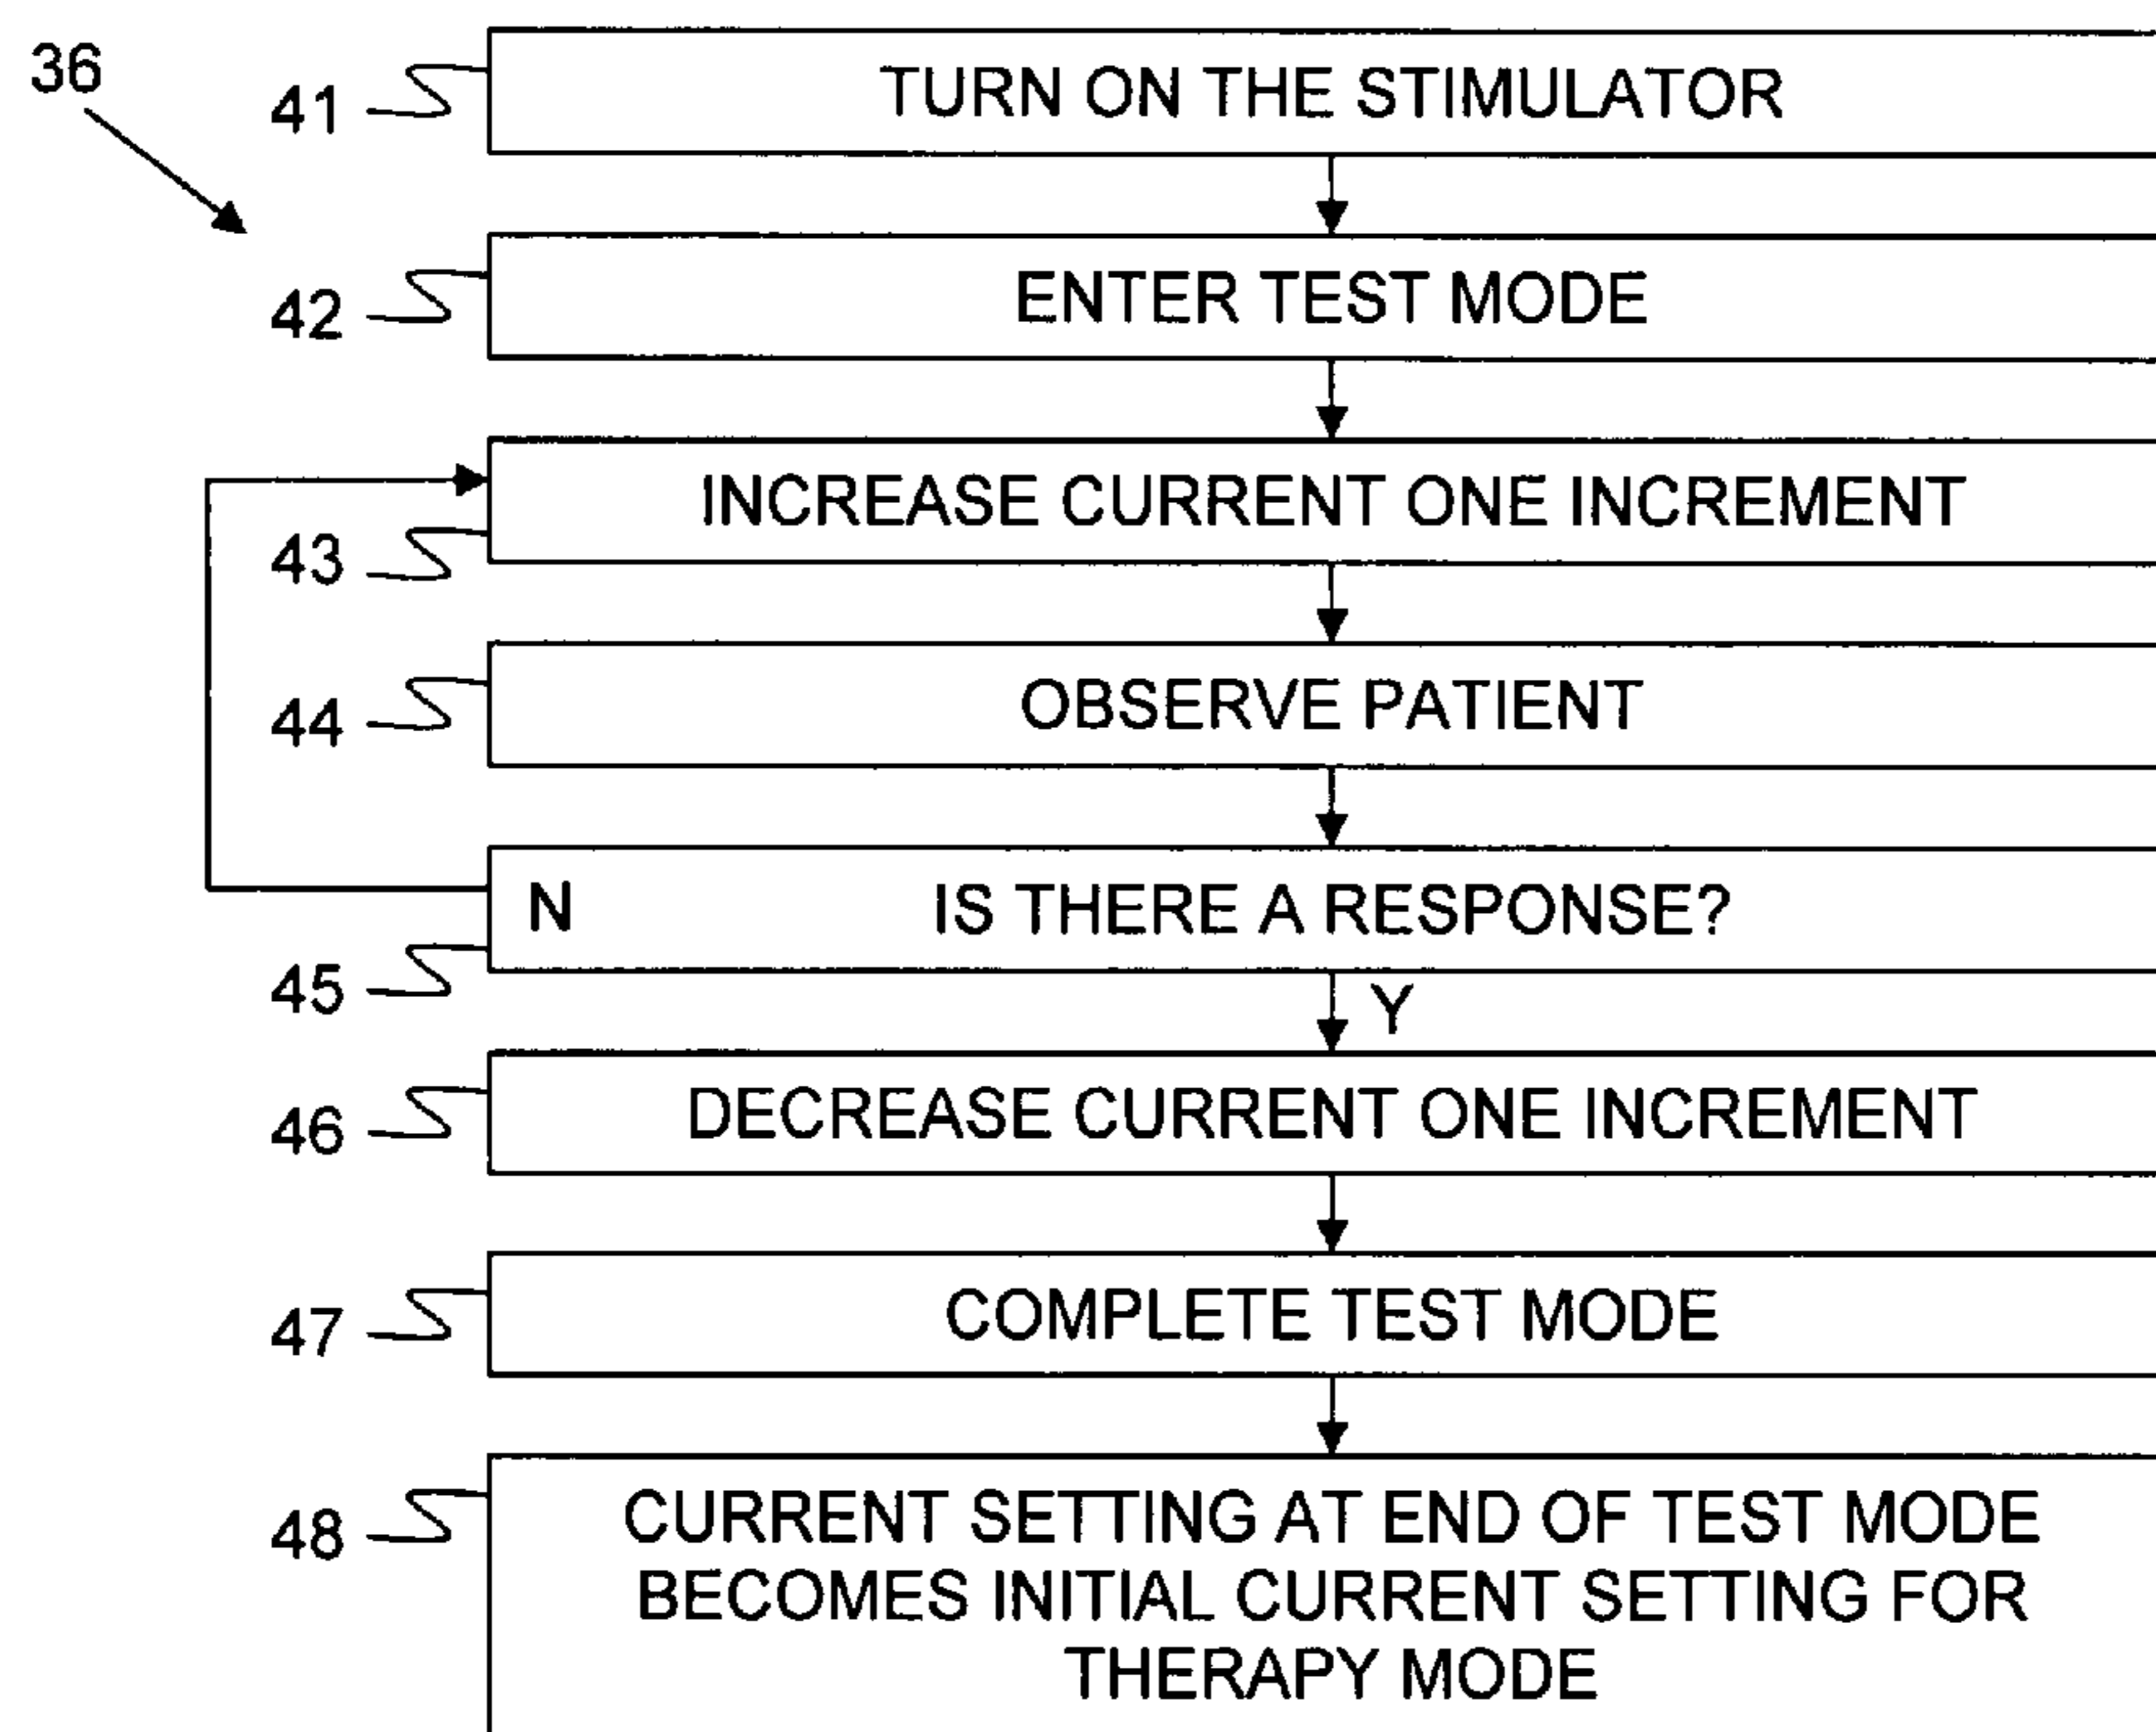 36
41
TURN ON THE STIMULATOR
42
ENTER TEST MODE
43
INCREASE CURRENT ONE INCREMENT
44
OBSERVE PATIENT
N IS THERE A RESPONSE?
45
Y
46
DECREASE CURRENT ONE INCREMENT
47
COMPLETE TEST MODE
48
CURRENT SETTING AT END OF TEST MODE
BECOMES INITIAL CURRENT SETTING FOR
THERAPY MODE